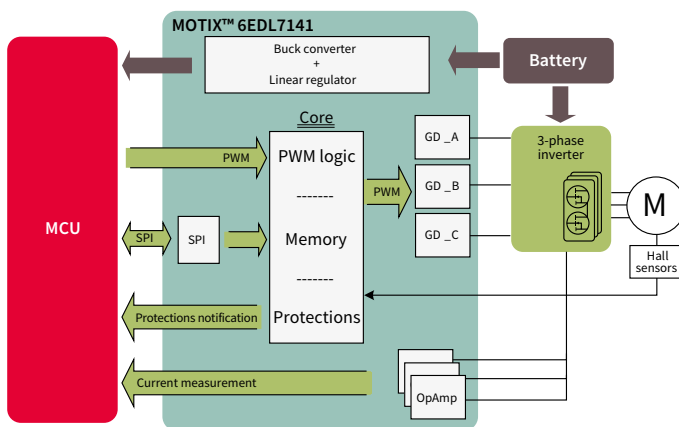 MOTIX™ 6EDL7141
Buck converter
+
Linear regulator
Battery
Core
PWM logic
-------
Memory
-------
Protections
GD _A
GD _B
GD _C
3-phase
inverter
M
Hall
sensors
MCU
PWM
PWM
SPI
SPI
Protections notification
Current measurement
OpAmp